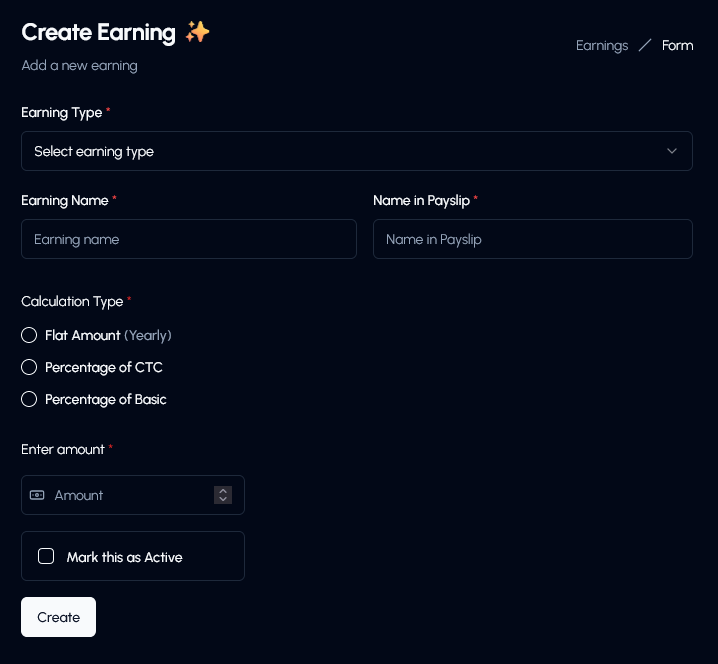 Create Earning ✨
Earnings / Form
Add a new earning
Earning Type *
Select earning type
Earning Name *
Name in Payslip *
Earning name
Name in Payslip
Calculation Type *
Flat Amount (Yearly)
Percentage of CTC
Percentage of Basic
Enter amount *
Amount
Mark this as Active
Create